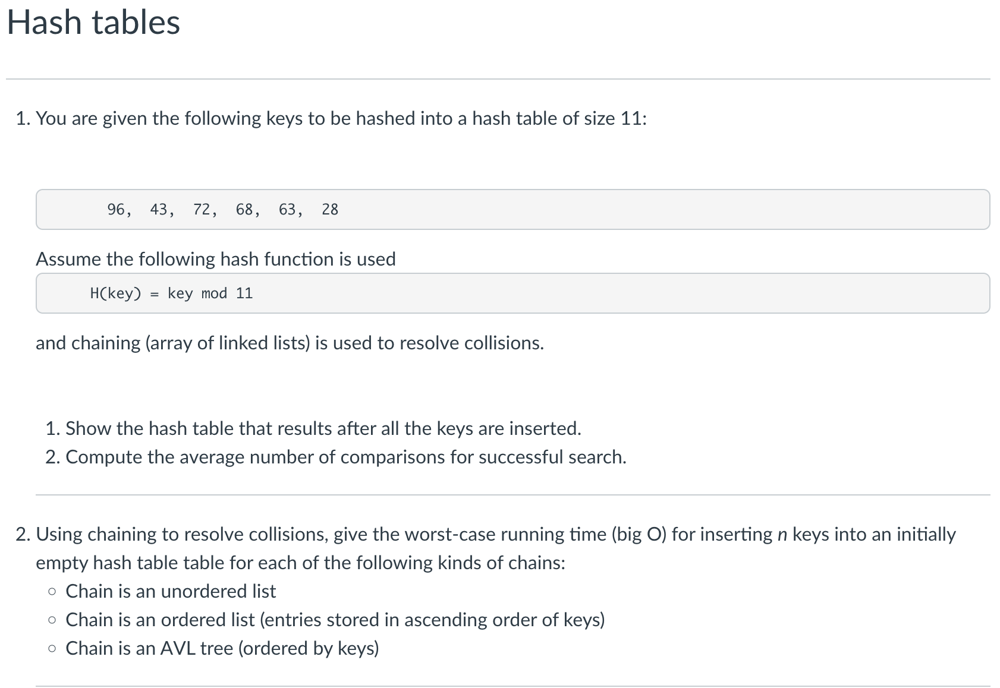 Hash tables
1. You are given the following keys to be hashed into a hash table of size 11:
96, 43, 72, 68, 63, 28
Assume the following hash function is used
H(key) = key mod 11
and chaining (array of linked lists) is used to resolve collisions.
1. Show the hash table that results after all the keys are inserted.
2. Compute the average number of comparisons for successful search.
2. Using chaining to resolve collisions, give the worst-case running time (big O) for inserting n keys into an initially
empty hash table table for each of the following kinds of chains:
○ Chain is an unordered list
○ Chain is an ordered list (entries stored in ascending order of keys)
○ Chain is an AVL tree (ordered by keys)